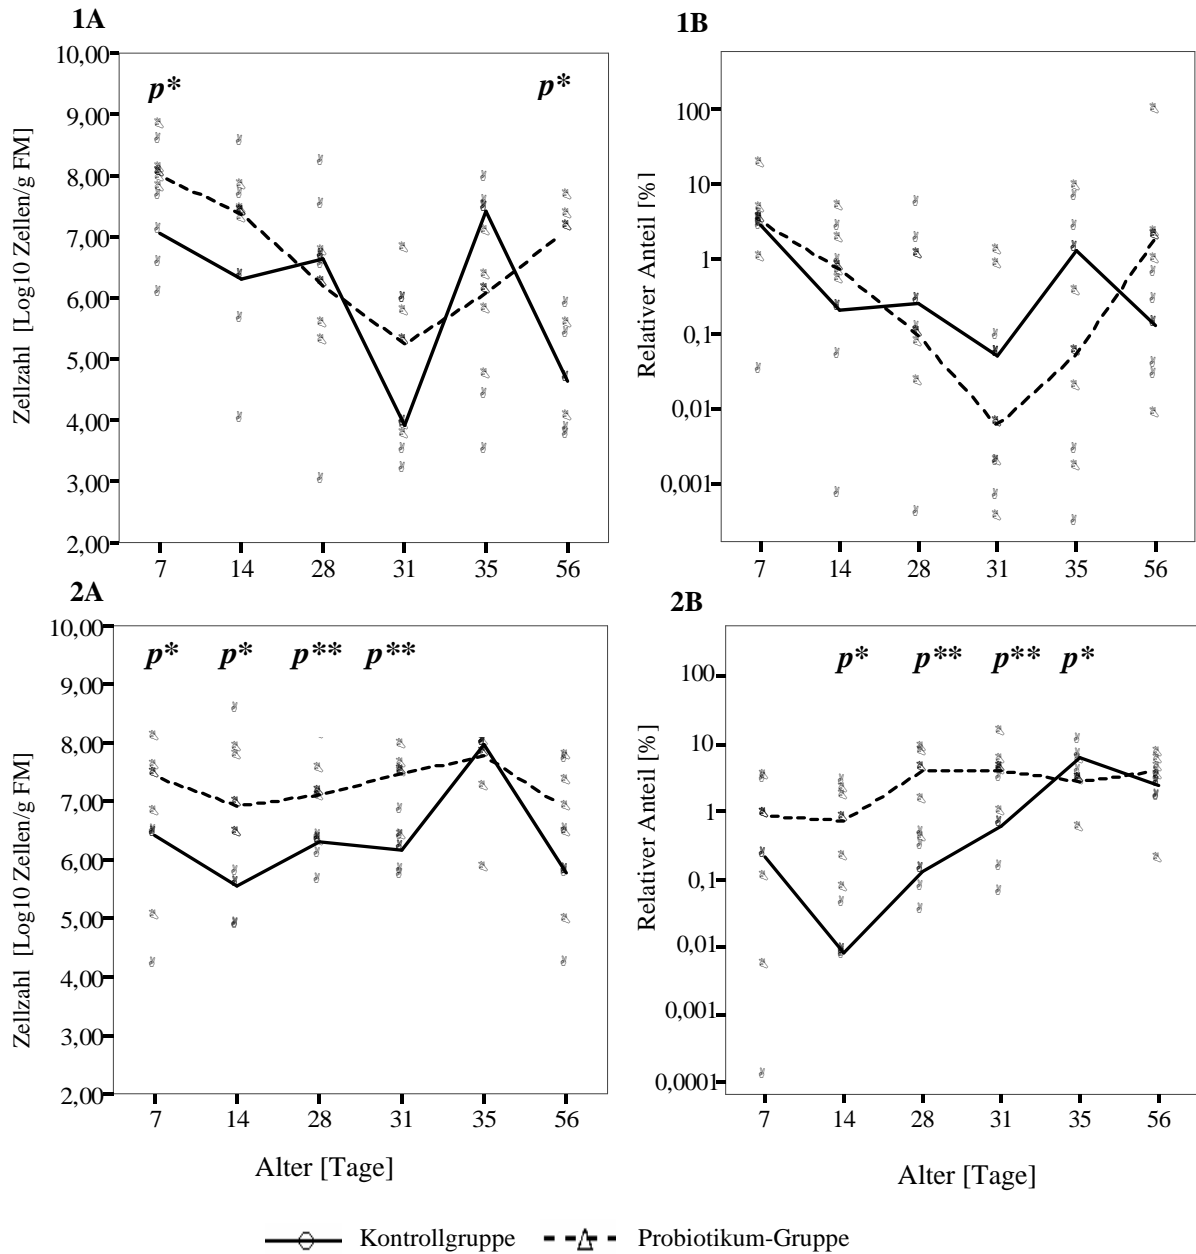 1A
1B
10,00
9,00
8,00
7,00
6,00
5,00
4,00
3,00
2,00
Zellzahl [Log10 Zellen/g FM]
p* p*
7 14 28 31 35 56
100
10
1
0,1
0,01
0,001
Relativer Anteil [%]
7 14 28 31 35 56
2A
2B
10,00
9,00
8,00
7,00
6,00
5,00
4,00
3,00
2,00
Zellzahl [Log10 Zellen/g FM]
p* p* p** p**
7 14 28 31 35 56
Alter [Tage]
100
10
1
0,1
0,01
0,001
0,0001
Relativer Anteil [%]
p* p** p** p*
7 14 28 31 35 56
Alter [Tage]
Kontrollgruppe Probiotikum-Gruppe